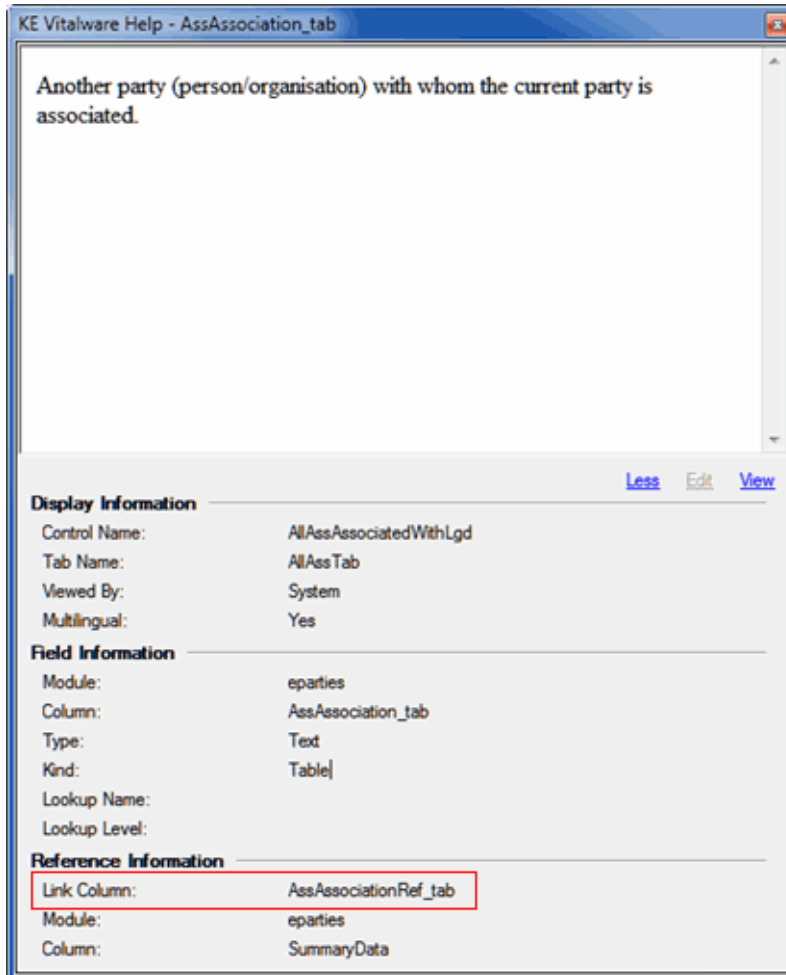 KE Vitalware Help - AssAssociation_tab
Another party (person/organisation) with whom the current party is
associated.
Less Edit View
Display Information
Control Name: AllAssAssociatedWithLgd
Tab Name: AllAssTab
Viewed By: System
Multilingual: Yes
Field Information
Module: eparties
Column: AssAssociation_tab
Type: Text
Kind: Table
Lookup Name:
Lookup Level:
Reference Information
Link Column: AssAssociationRef_tab
Module: eparties
Column: SummaryData